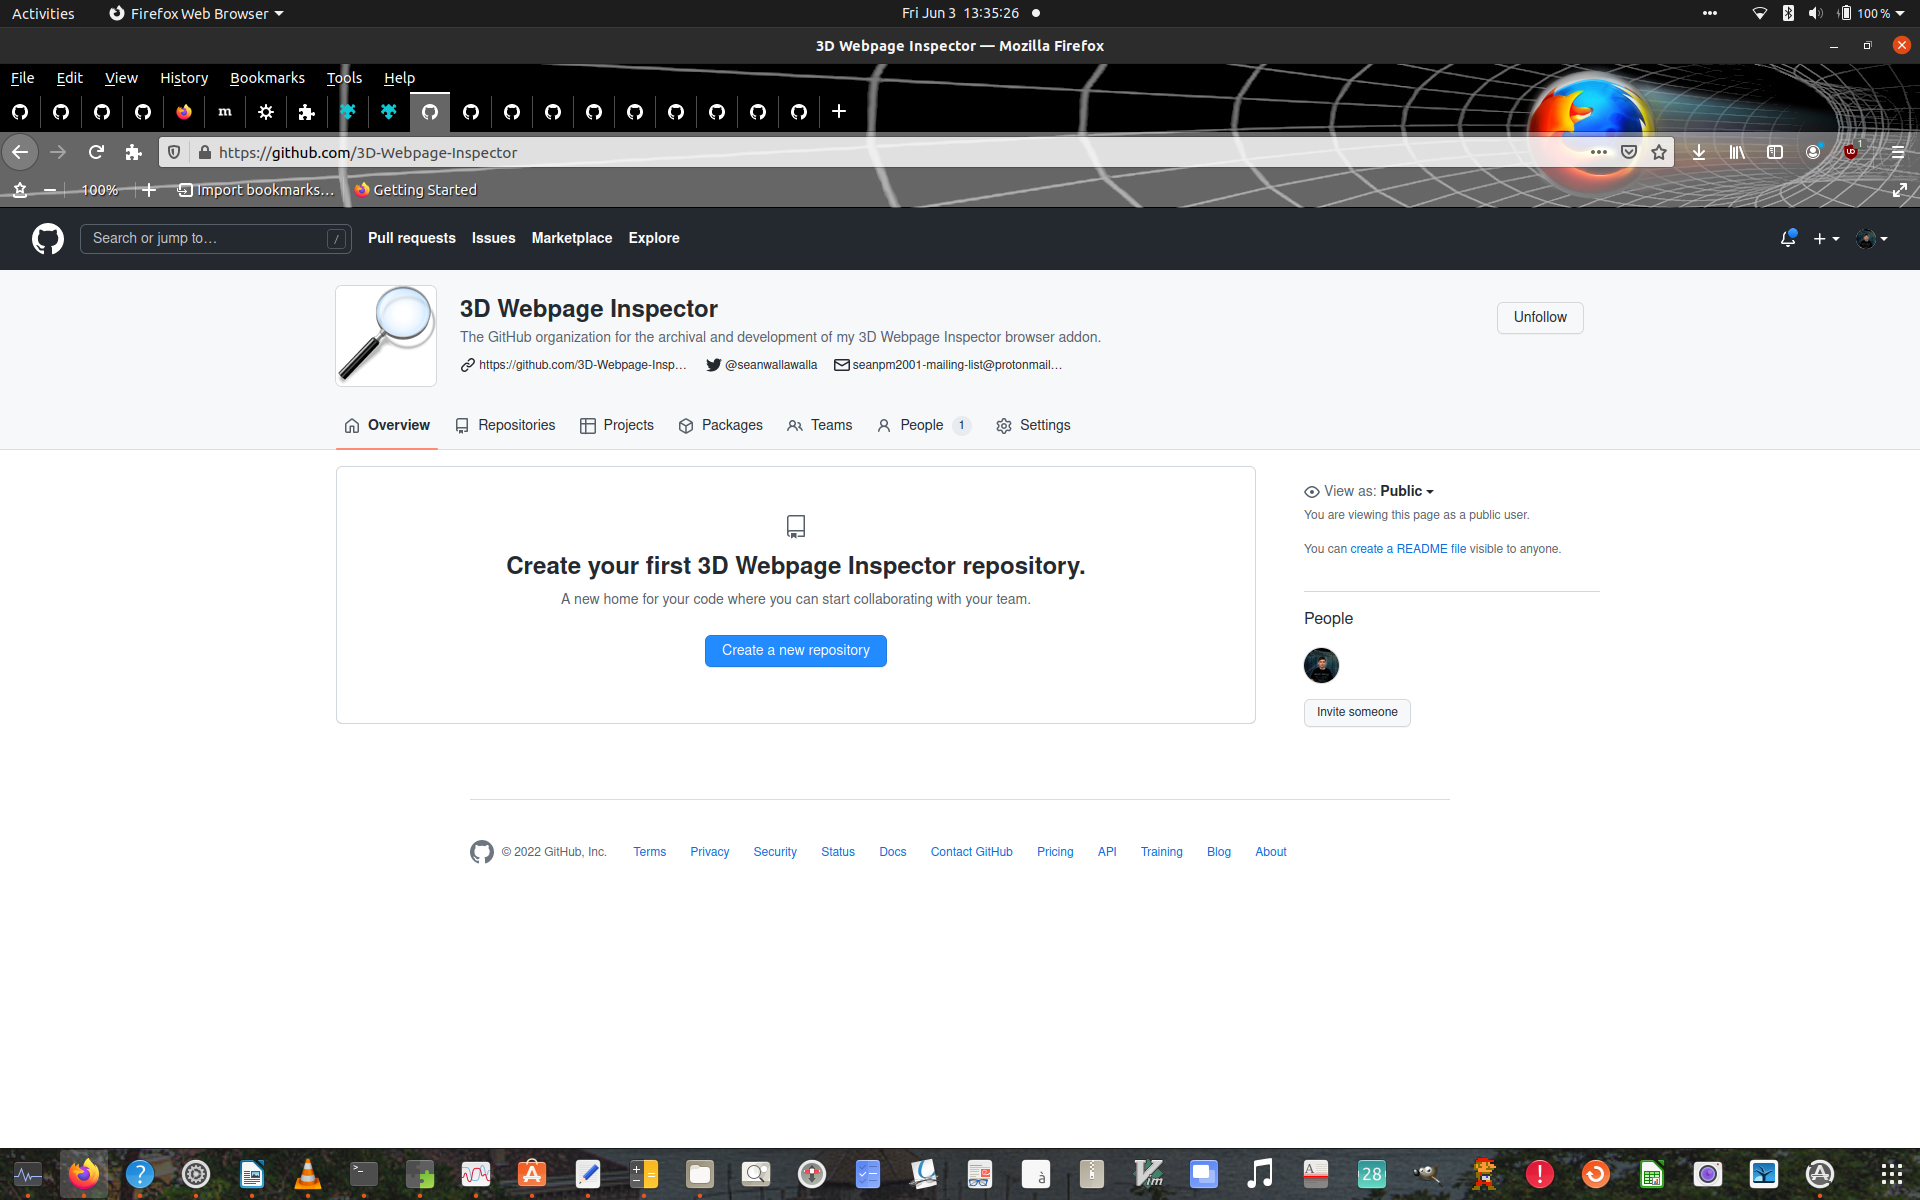 Activities Firefox Web Browser Fri Jun 3 13:35:26 100 %
3D Webpage Inspector — Mozilla Firefox
File Edit View History Bookmarks Tools Help
m
https://github.com/3D-Webpage-Inspector 1
100% Import bookmarks… Getting Started
Search or jump to… / Pull requests Issues Marketplace Explore
3D Webpage Inspector
Unfollow
The GitHub organization for the archival and development of my 3D Webpage Inspector browser addon.
https://github.com/3D-Webpage-Insp… @seanwallawalla seanpm2001-mailing-list@protonmail…
Overview Repositories Projects Packages Teams People 1 Settings
View as: Public
You are viewing this page as a public user.
You can create a README file visible to anyone.
Create your first 3D Webpage Inspector repository.
A new home for your code where you can start collaborating with your team.
Create a new repository
People
Invite someone
© 2022 GitHub, Inc. Terms Privacy Security Status Docs Contact GitHub Pricing API Training Blog About
28